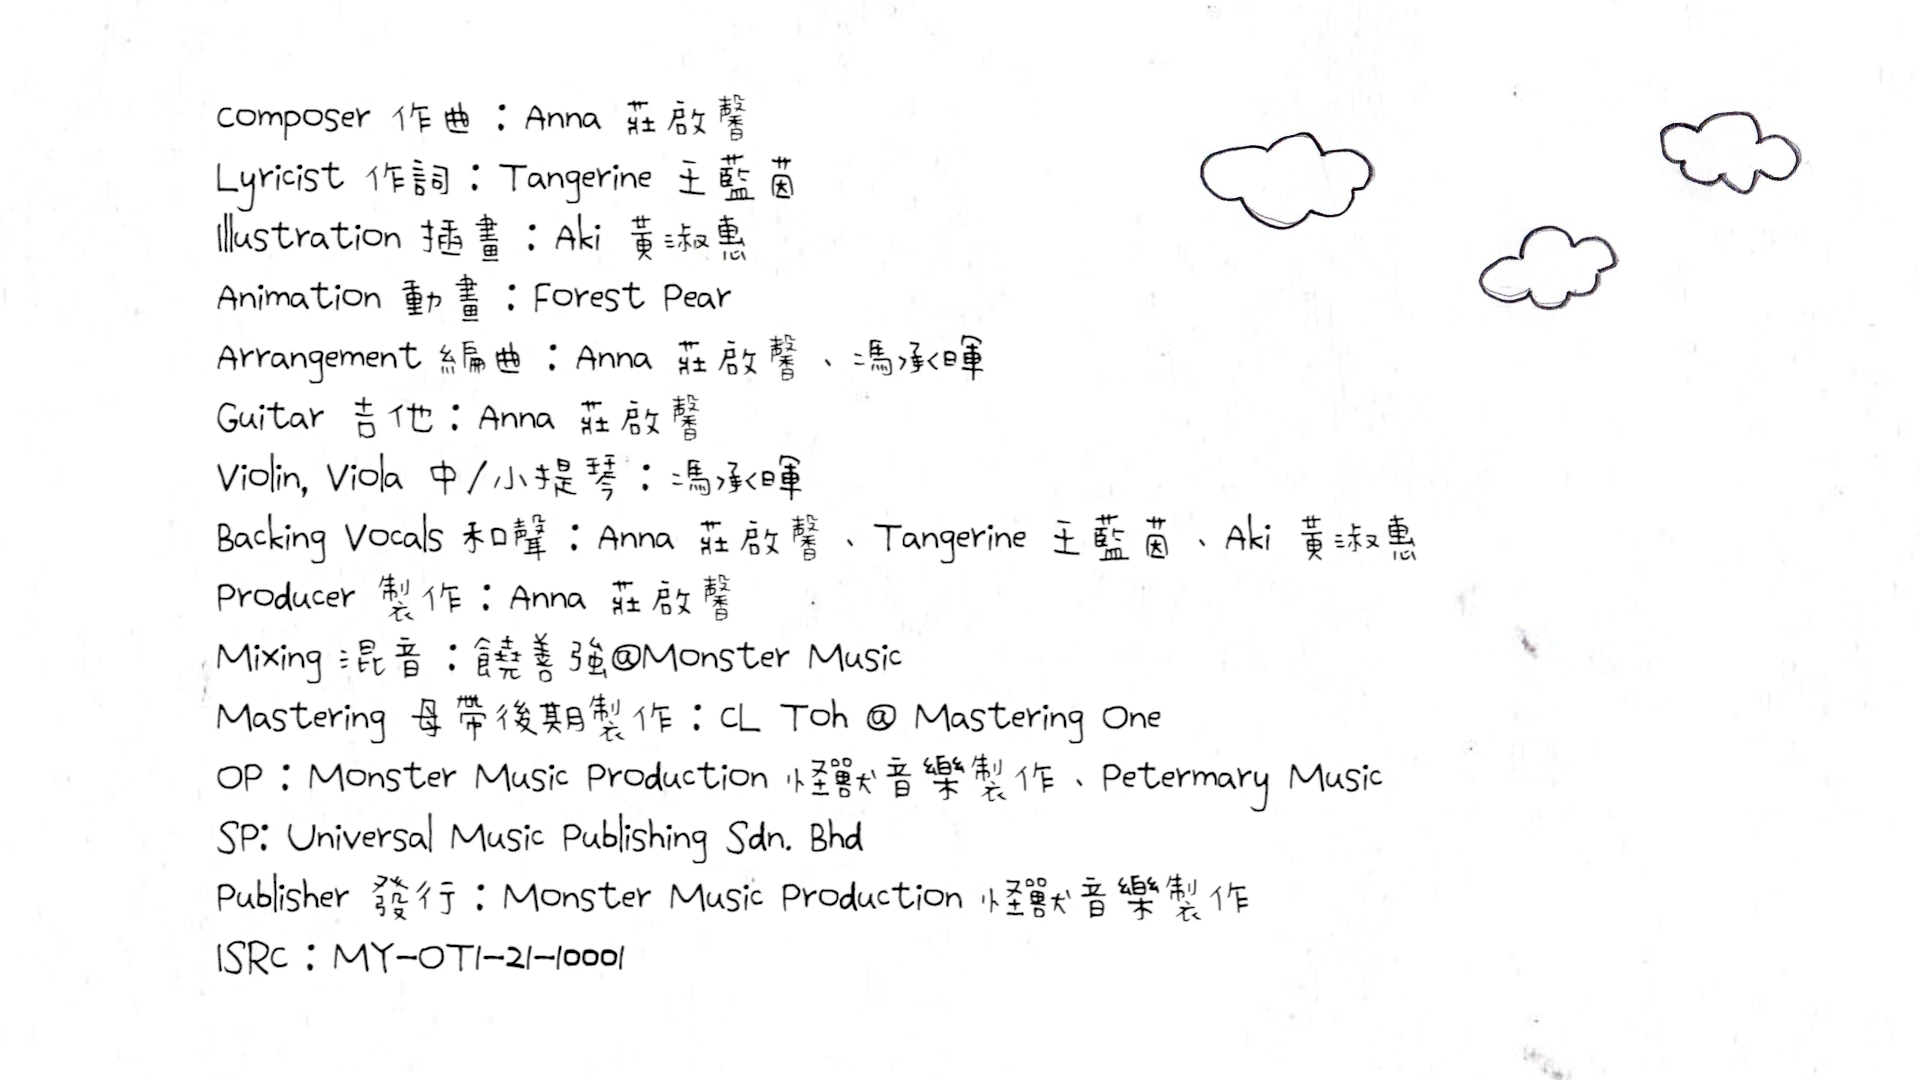 Composer 作曲：Anna 莊啟馨
Lyricist 作詞：Tangerine 王藍茵
Illustration 插畫：Aki 黃淑惠
Animation 動畫：Forest Pear
Arrangement 編曲：Anna 莊啟馨、馮承暉
Guitar 吉他：Anna 莊啟馨
Violin, Viola 中/小提琴：馮承暉
Backing Vocals 和聲：Anna 莊啟馨、Tangerine 王藍茵、Aki 黃淑惠
Producer 製作：Anna 莊啟馨
Mixing 混音：饒善強@Monster Music
Mastering 母帶後期製作：CL Toh @ Mastering One
OP：Monster Music Production 怪獸音樂製作、Petermary Music
SP: Universal Music Publishing Sdn. Bhd
Publisher 發行：Monster Music Production 怪獸音樂製作
ISRC：MY-OT1-21-10001